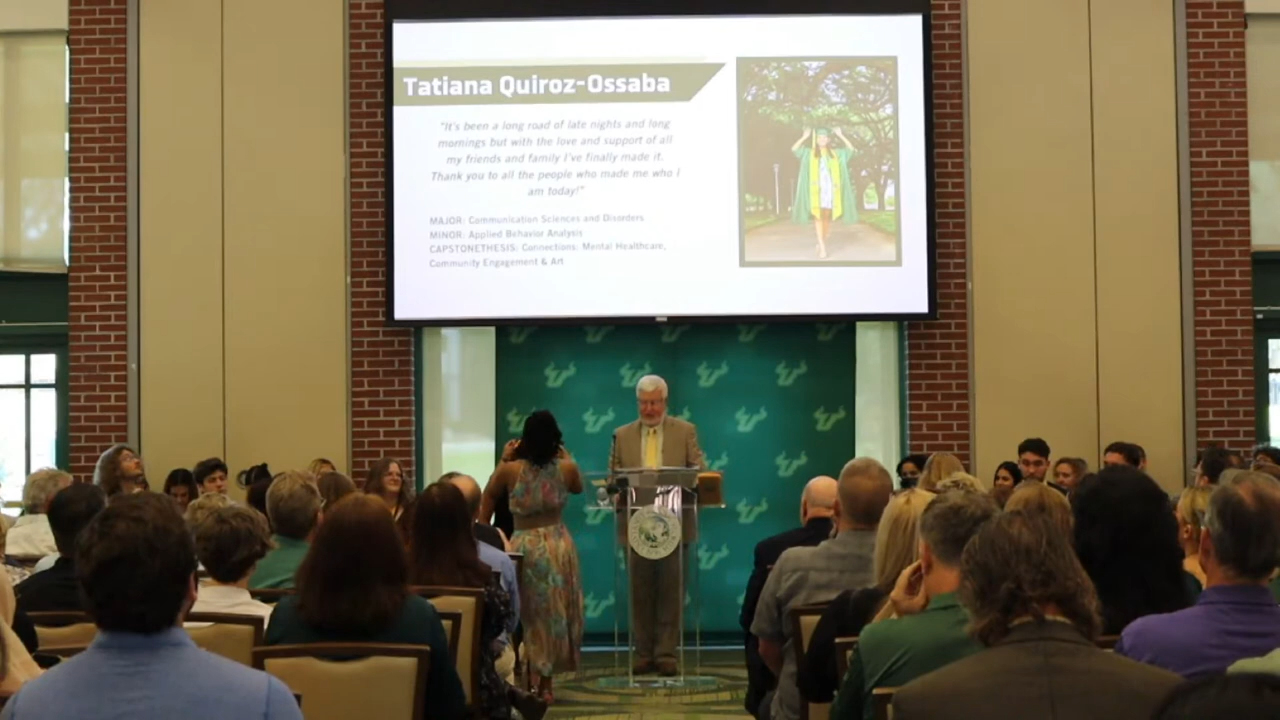 Tatiana Quiroz-Ossaba
"It's been a long road of late nights and long
mornings but with the love and support of all
my friends and family I've finally made it.
Thank you to all the people who made me who I
am today!"
MAJOR: Communication Sciences and Disorders
MINOR: Applied Behavior Analysis
CAPSTONETHESIS: Connections: Mental Healthcare,
Community Engagement & Art